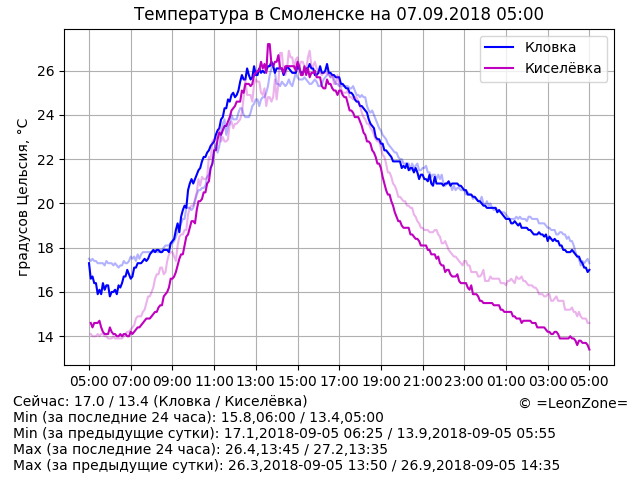 Температура в Смоленске на 07.09.2018 05:00
Кловка
Киселёвка
градусов Цельсия, °C
26
24
22
20
18
16
14
05:00 07:00 09:00 11:00 13:00 15:00 17:00 19:00 21:00 23:00 01:00 03:00 05:00
Сейчас: 17.0 / 13.4 (Кловка / Киселёвка)
© =LeonZone=
Min (за последние 24 часа): 15.8,06:00 / 13.4,05:00
Min (за предыдущие сутки): 17.1,2018-09-05 06:25 / 13.9,2018-09-05 05:55
Max (за последние 24 часа): 26.4,13:45 / 27.2,13:35
Max (за предыдущие сутки): 26.3,2018-09-05 13:50 / 26.9,2018-09-05 14:35